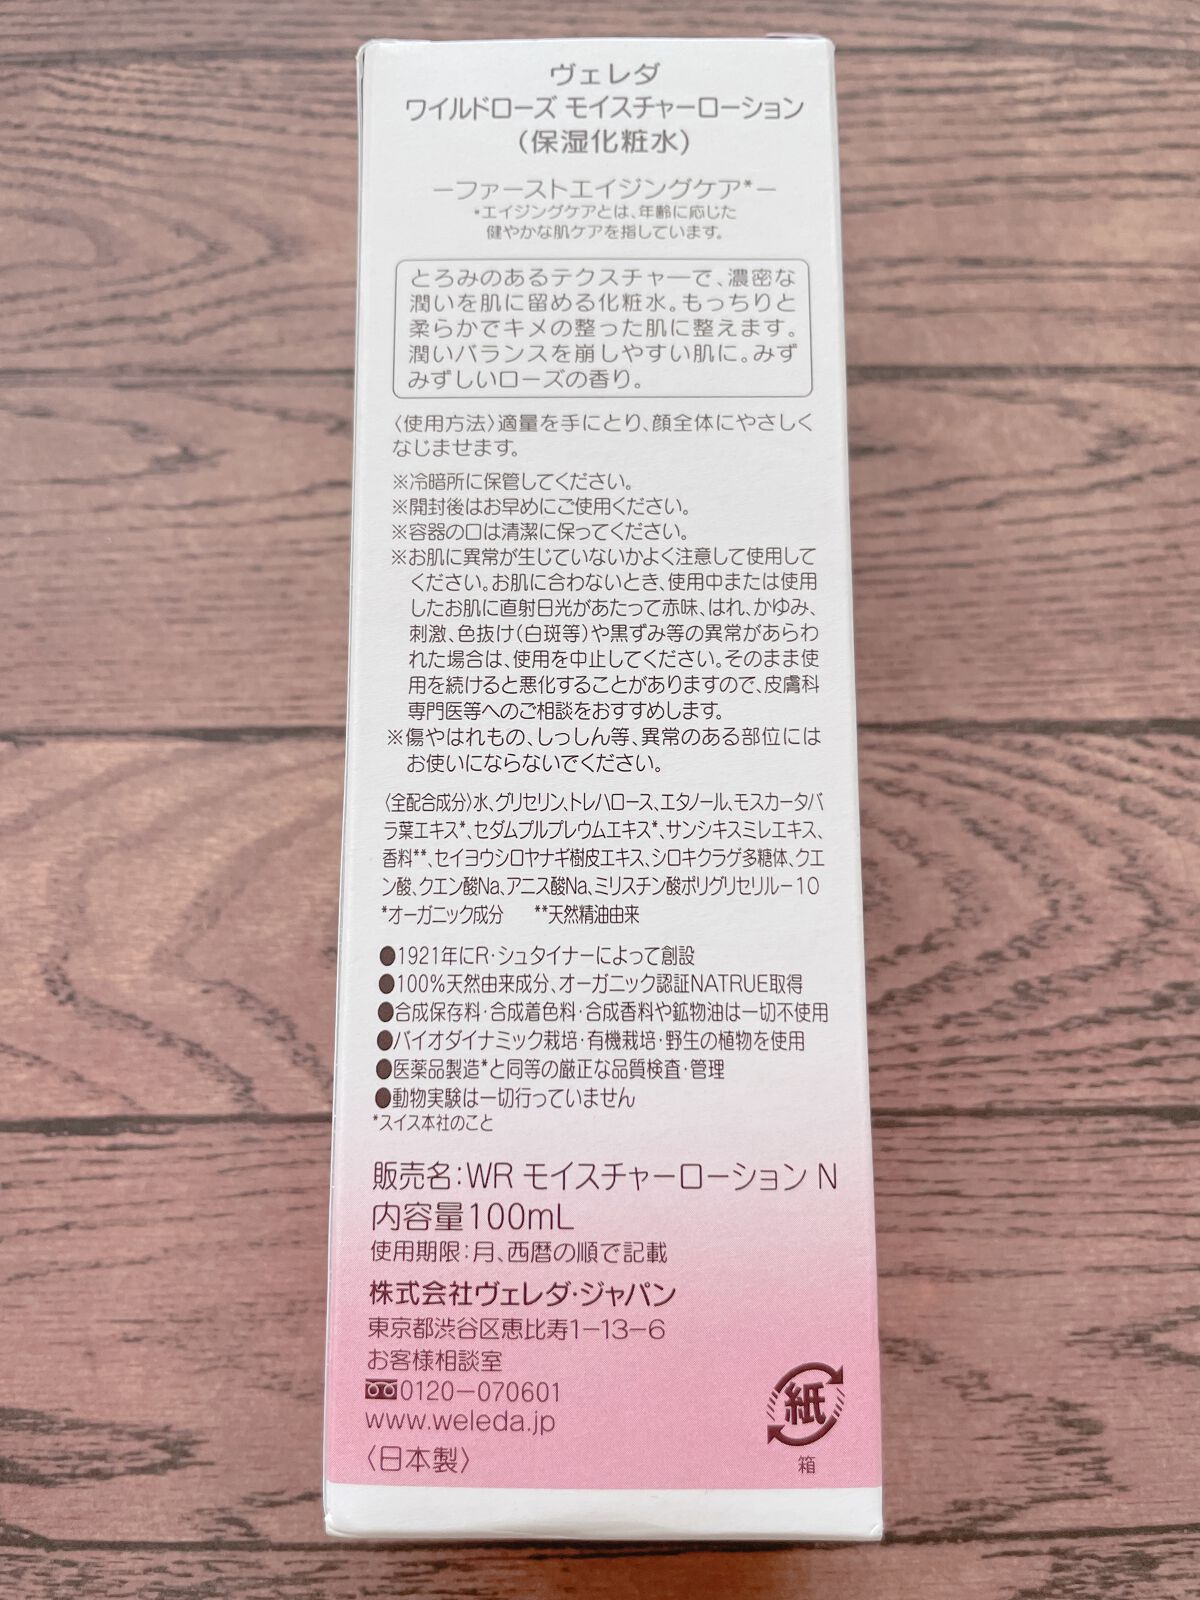 ヴェレダ
ワイルドローズ モイスチャーローション
(保湿化粧水)
ーファーストエイジングケア*ー
*エイジングケアとは、年齢に応じた
健やかな肌ケアを指しています。
とろみのあるテクスチャーで、濃密な
潤いを肌に留める化粧水。もっちりと
柔らかでキメの整った肌に整えます。
潤いバランスを崩しやすい肌に。みず
みずしいローズの香り。
〈使用方法〉適量を手にとり、顔全体にやさしく
なじませます。
※冷暗所に保管してください。
※開封後はお早めにご使用ください。
※容器の口は清潔に保ってください。
※お肌に異常が生じていないかよく注意して使用して
ください。お肌に合わないとき、使用中または使用
したお肌に直射日光があたって赤味、はれ、かゆみ、
刺激、色抜け(白斑等)や黒ずみ等の異常があらわ
れた場合は、使用を中止してください。そのまま使
用を続けると悪化することがありますので、皮膚科
専門医等へのご相談をおすすめします。
※傷やはれもの、しっしん等、異常のある部位には
お使いにならないでください。
〈全配合成分〉水、グリセリン、トレハロース、エタノール、モスカータバ
ラ葉エキス*、セダムプルプレウムエキス*、サンシキスミレエキス、
香料**、セイヨウシロヤナギ樹皮エキス、シロキクラゲ多糖体、クエ
ン酸、クエン酸Na、アニス酸Na、ミリスチン酸ポリグリセリル-10
*オーガニック成分 **天然精油由来
●1921年にR・シュタイナーによって創設
●100%天然由来成分、オーガニック認証NATRUE取得
●合成保存料・合成着色料・合成香料や鉱物油は一切不使用
●バイオダイナミック栽培・有機栽培・野生の植物を使用
●医薬品製造*と同等の厳正な品質検査・管理
●動物実験は一切行っていません
*スイス本社のこと
販売名:WR モイスチャーローション N
内容量100mL
使用期限:月、西暦の順で記載
株式会社ヴェレダ・ジャパン
東京都渋谷区恵比寿1-13-6
お客様相談室
0120-070601
www.weleda.jp
〈日本製〉
紙
箱